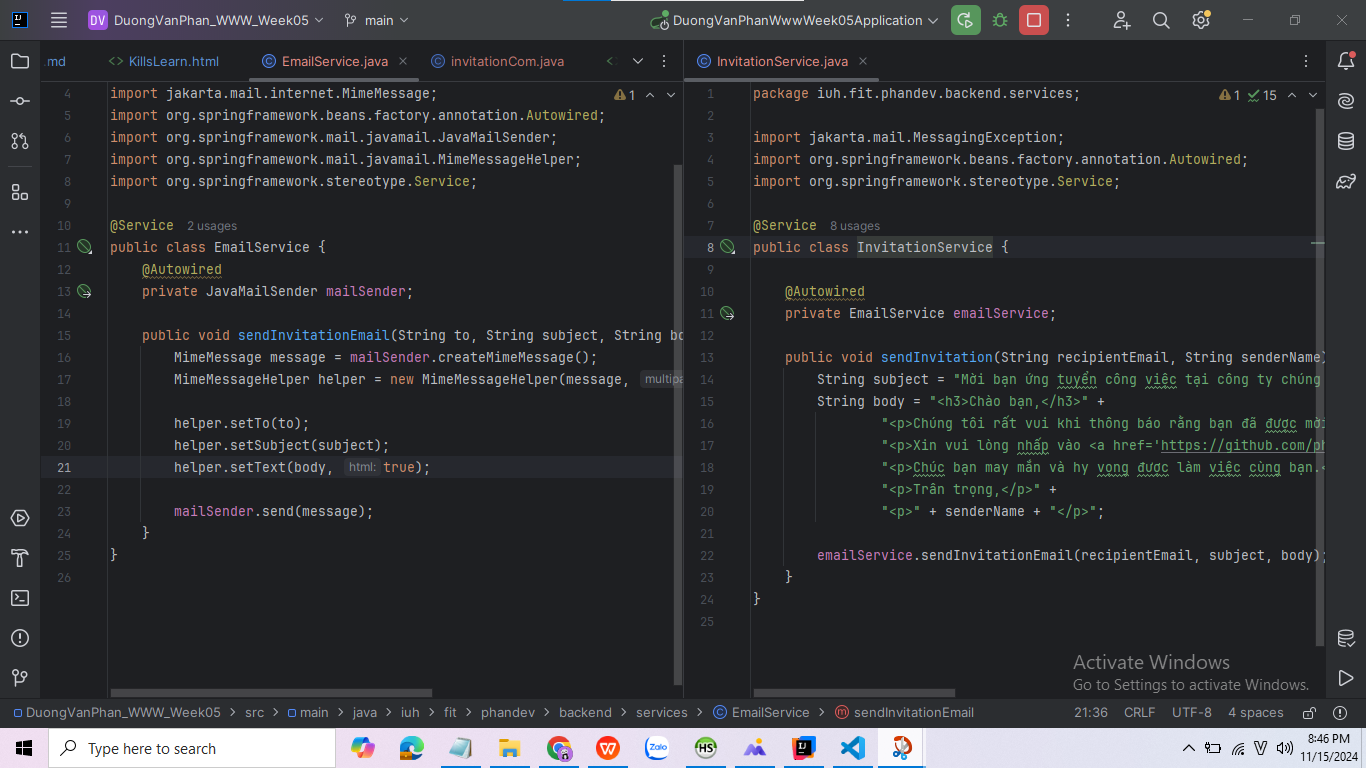 DV DuongVanPhan_WWW_Week05 main DuongVanPhanWwwWeek05Application
.md <> KillsLearn.html EmailService.java invitationCom.java
InvitationService.java
4 import jakarta.mail.internet.MimeMessage;
5 import org.springframework.beans.factory.annotation.Autowired;
6 import org.springframework.mail.javamail.JavaMailSender;
7 import org.springframework.mail.javamail.MimeMessageHelper;
8 import org.springframework.stereotype.Service;
9
10 @Service 2 usages
11 public class EmailService {
12 @Autowired
13 private JavaMailSender mailSender;
14
15 public void sendInvitationEmail(String to, String subject, String bo
16 MimeMessage message = mailSender.createMimeMessage();
17 MimeMessageHelper helper = new MimeMessageHelper(message, multipa
18
19 helper.setTo(to);
20 helper.setSubject(subject);
21 helper.setText(body, html: true);
22
23 mailSender.send(message);
24 }
25 }
26
1
1 15
1 package iuh.fit.phandev.backend.services;
2
3 import jakarta.mail.MessagingException;
4 import org.springframework.beans.factory.annotation.Autowired;
5 import org.springframework.stereotype.Service;
6
7 @Service 8 usages
8 public class InvitationService {
9
10 @Autowired
11 private EmailService emailService;
12
13 public void sendInvitation(String recipientEmail, String senderName)
14 String subject = "Mời bạn ứng tuyển công việc tại công ty chúng
15 String body = "<h3>Chào bạn,</h3>" +
16 "<p>Chúng tôi rất vui khi thông báo rằng bạn đã được mời
17 "<p>Xin vui lòng nhấp vào <a href='https://github.com/ph
18 "<p>Chúc bạn may mắn và hy vọng được làm việc cùng bạn.<
19 "<p>Trân trọng,</p>" +
20 "<p>" + senderName + "</p>";
21
22 emailService.sendInvitationEmail(recipientEmail, subject, body);
23 }
24 }
25
Activate Windows
Go to Settings to activate Windows.
DuongVanPhan_WWW_Week05 > src > main > java > iuh > fit > phandev > backend > services > EmailService > sendInvitationEmail 21:36 CRLF UTF-8 4 spaces
Type here to search
Zalo
HS
8:46 PM
11/15/2024